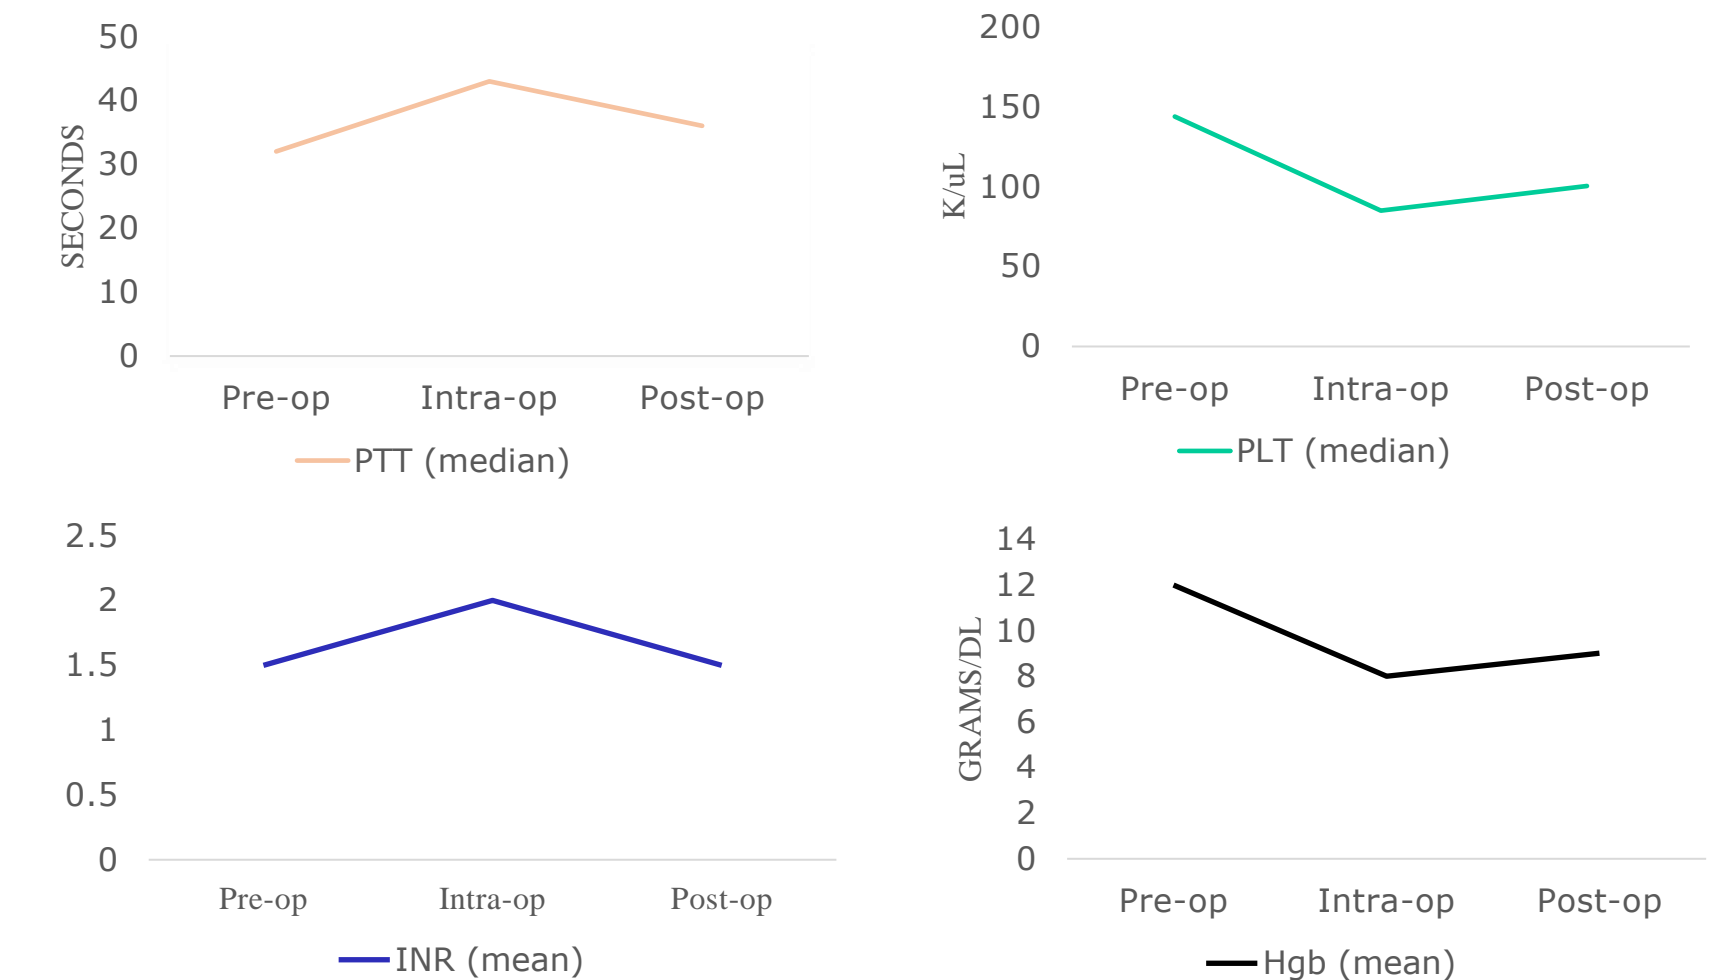 50
40
30
20
10
0
SECONDS
Pre-op Intra-op Post-op
PTT (median)
200
150
100
50
0
K/uL
Pre-op Intra-op Post-op
PLT (median)
2.5
2
1.5
1
0.5
0
Pre-op Intra-op Post-op
INR (mean)
14
12
10
8
6
4
2
0
GRAMS/DL
Pre-op Intra-op Post-op
Hgb (mean)